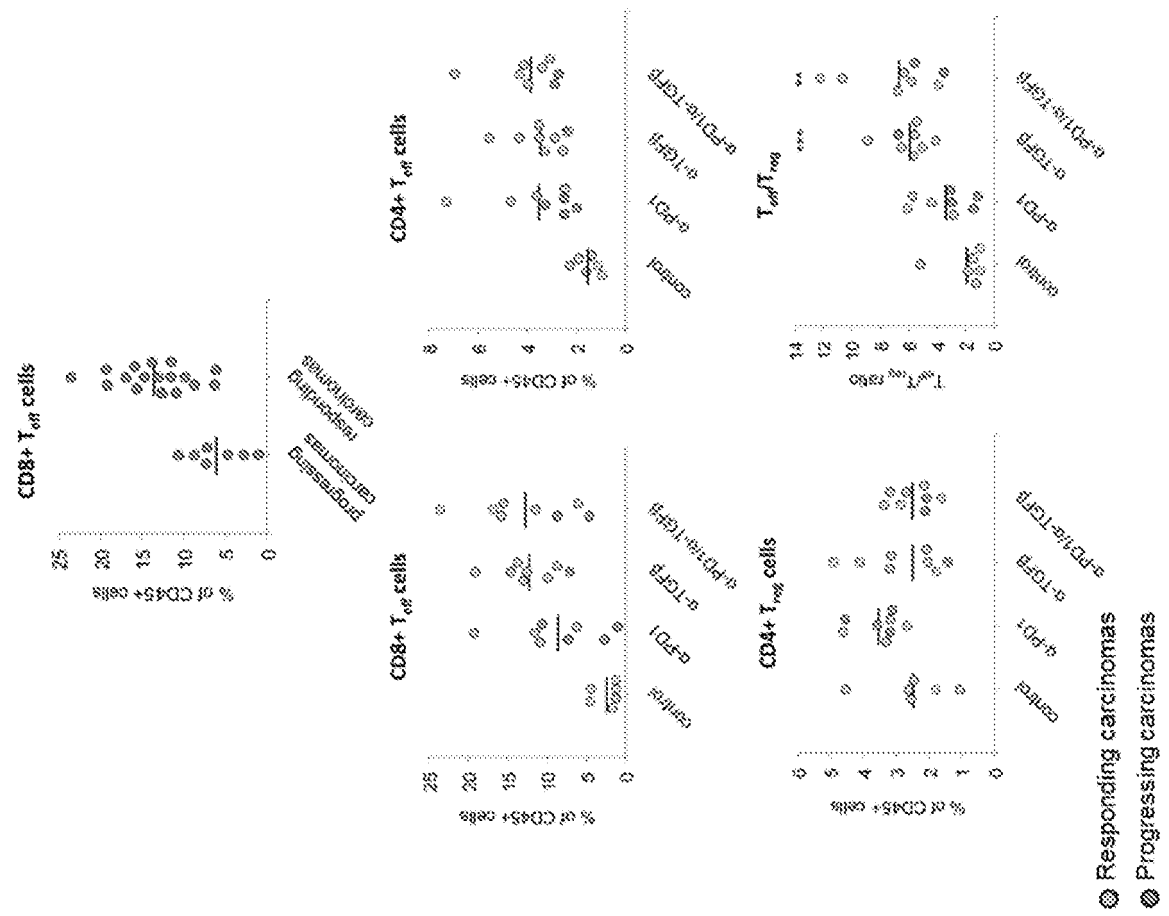 CD8+ Teff cells
% of CD45+ cells
25
20
15
10
5
0
progressing
carcinomas
responding
carcinomas
CD8+ Teff cells
% of CD45+ cells
25
20
15
10
5
0
control
α-PD1
α-TGFβ
α-PD1/α-TGFβ
CD4+ Teff cells
% of CD45+ cells
8
6
4
2
0
control
α-PD1
α-TGFβ
α-PD1/α-TGFβ
CD4+ Treg cells
% of CD45+ cells
6
5
4
3
2
1
0
control
α-PD1
α-TGFβ
α-PD1/α-TGFβ
Teff/Treg
Teff/Treg ratio
14
12
10
8
6
4
2
0
control
α-PD1
α-TGFβ
α-PD1/α-TGFβ
Responding carcinomas
Progressing carcinomas